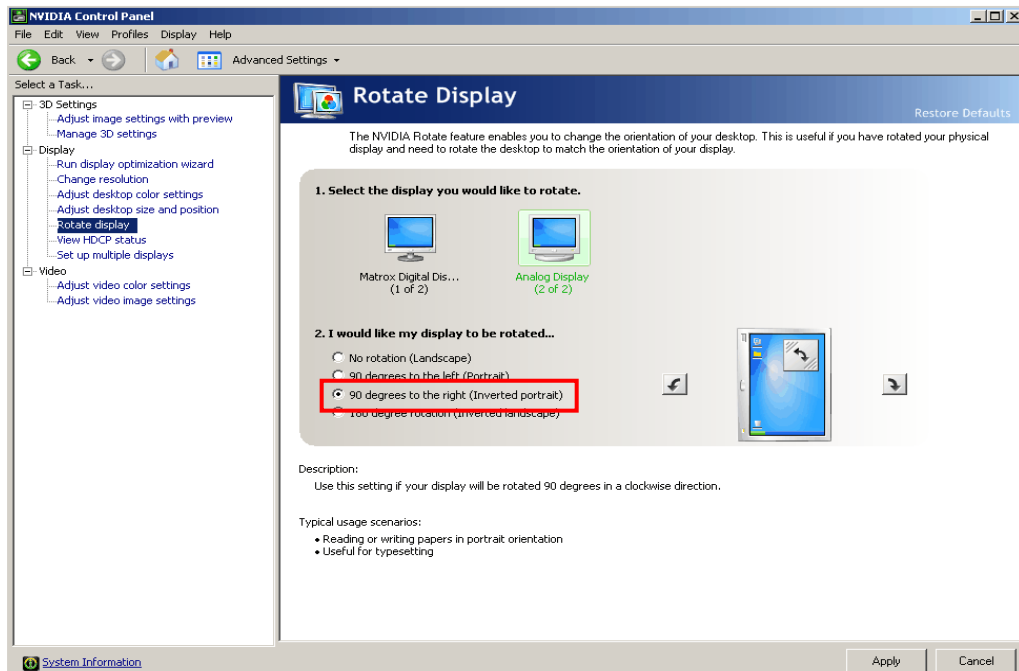 NVIDIA Control Panel
File Edit View Profiles Display Help
Back Advanced Settings
Select a Task...
3D Settings
Adjust image settings with preview
Manage 3D settings
Display
Run display optimization wizard
Change resolution
Adjust desktop color settings
Adjust desktop size and position
Rotate display
View HDCP status
Set up multiple displays
Video
Adjust video color settings
Adjust video image settings
System Information
Rotate Display
Restore Defaults
The NVIDIA Rotate feature enables you to change the orientation of your desktop. This is useful if you have rotated your physical
display and need to rotate the desktop to match the orientation of your display.
1. Select the display you would like to rotate.
Matrox Digital Dis...
(1 of 2)
Analog Display
(2 of 2)
2. I would like my display to be rotated...
No rotation (Landscape)
90 degrees to the left (Portrait)
90 degrees to the right (Inverted portrait)
180 degree rotation (Inverted landscape)
Description:
Use this setting if your display will be rotated 90 degrees in a clockwise direction.
Typical usage scenarios:
• Reading or writing papers in portrait orientation
• Useful for typesetting
Apply Cancel